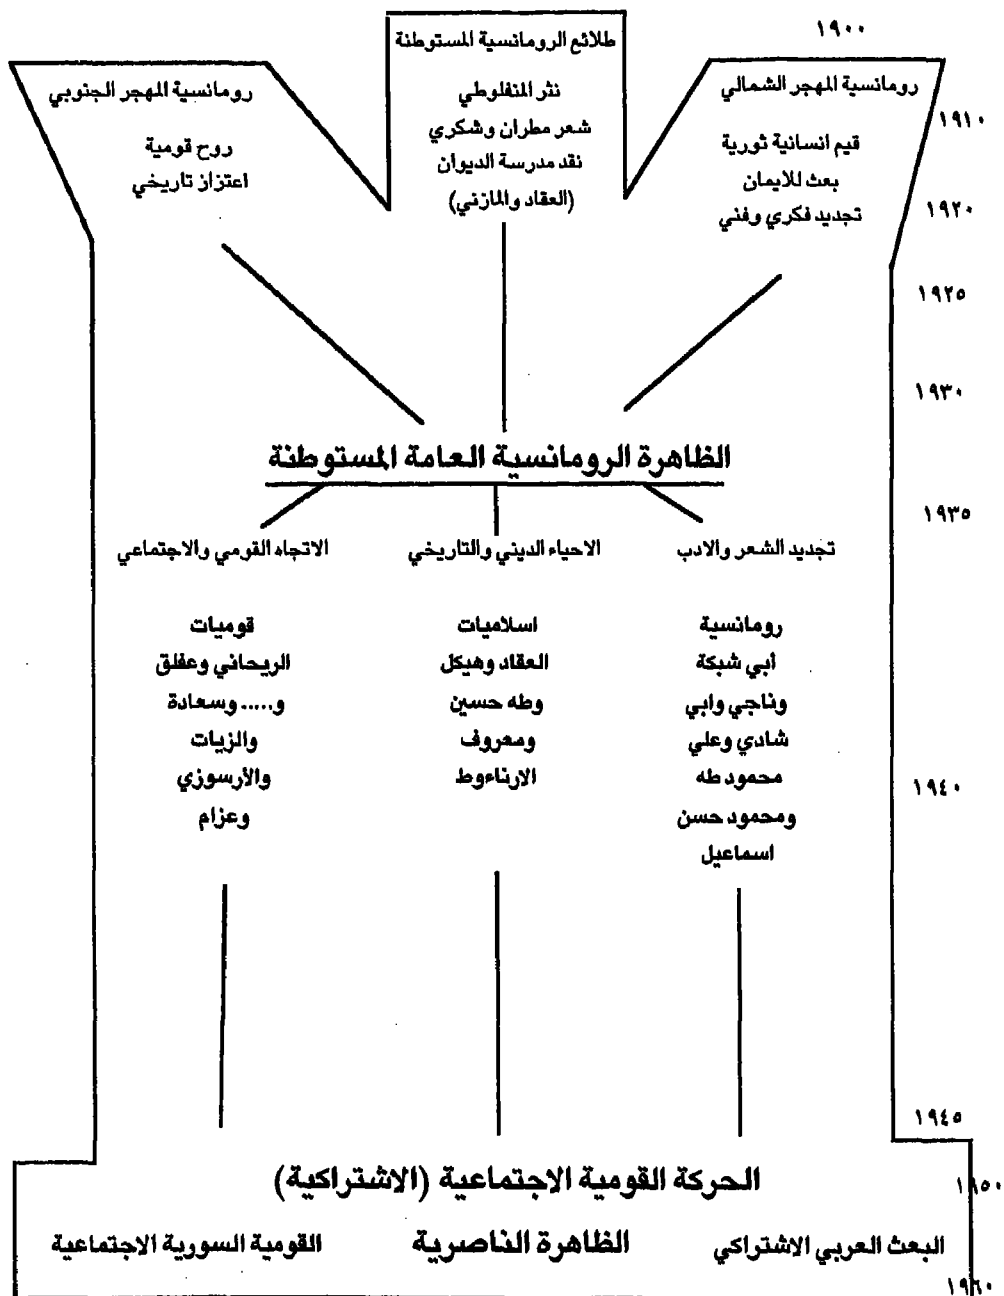 ١٩٠٠
طلائع الرومانسية المستوطنة
نثر المنفلوطي
شعر مطران وشكري
نقد مدرسة الديوان
(العقاد والمازني)
رومانسية المهجر الشمالي
قيم انسانية ثورية
بعث للايمان
تجديد فكري وفني
رومانسية المهجر الجنوبي
روح قومية
اعتزاز تاريخي
١٩١٠
١٩٢٠
١٩٢٥
١٩٣٠
الظاهرة الرومانسية العامة المستوطنة
١٩٣٥
تجديد الشعر والادب
رومانسية
أبي شبكة
وناجي وابي
شادي وعلي
محمود طه
ومحمود حسن
اسماعيل
الاحياء الديني والتاريخي
اسلاميات
العقاد وهيكل
وطه حسين
ومعروف
الارناءوط
الاتجاه القومي والاجتماعي
قوميات
الريحاني وعفلق
و.....وسعادة
والزيات
والأرسوزي
وعزام
١٩٤٠
١٩٤٥
الحركة القومية الاجتماعية (الاشتراكية)
١٩٥٠
البعث العربي الاشتراكي
الظاهرة الناصرية
القومية السورية الاجتماعية
١٩٦٠